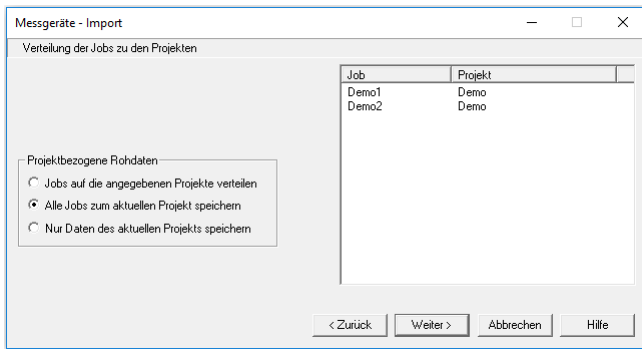 Messgeräte - Import
Verteilung der Jobs zu den Projekten
Job Projekt
Demo1 Demo
Demo2 Demo
Projektbezogene Rohdaten
Jobs auf die angegebenen Projekte verteilen
Alle Jobs zum aktuellen Projekt speichern
Nur Daten des aktuellen Projekts speichern
< Zurück Weiter > Abbrechen Hilfe